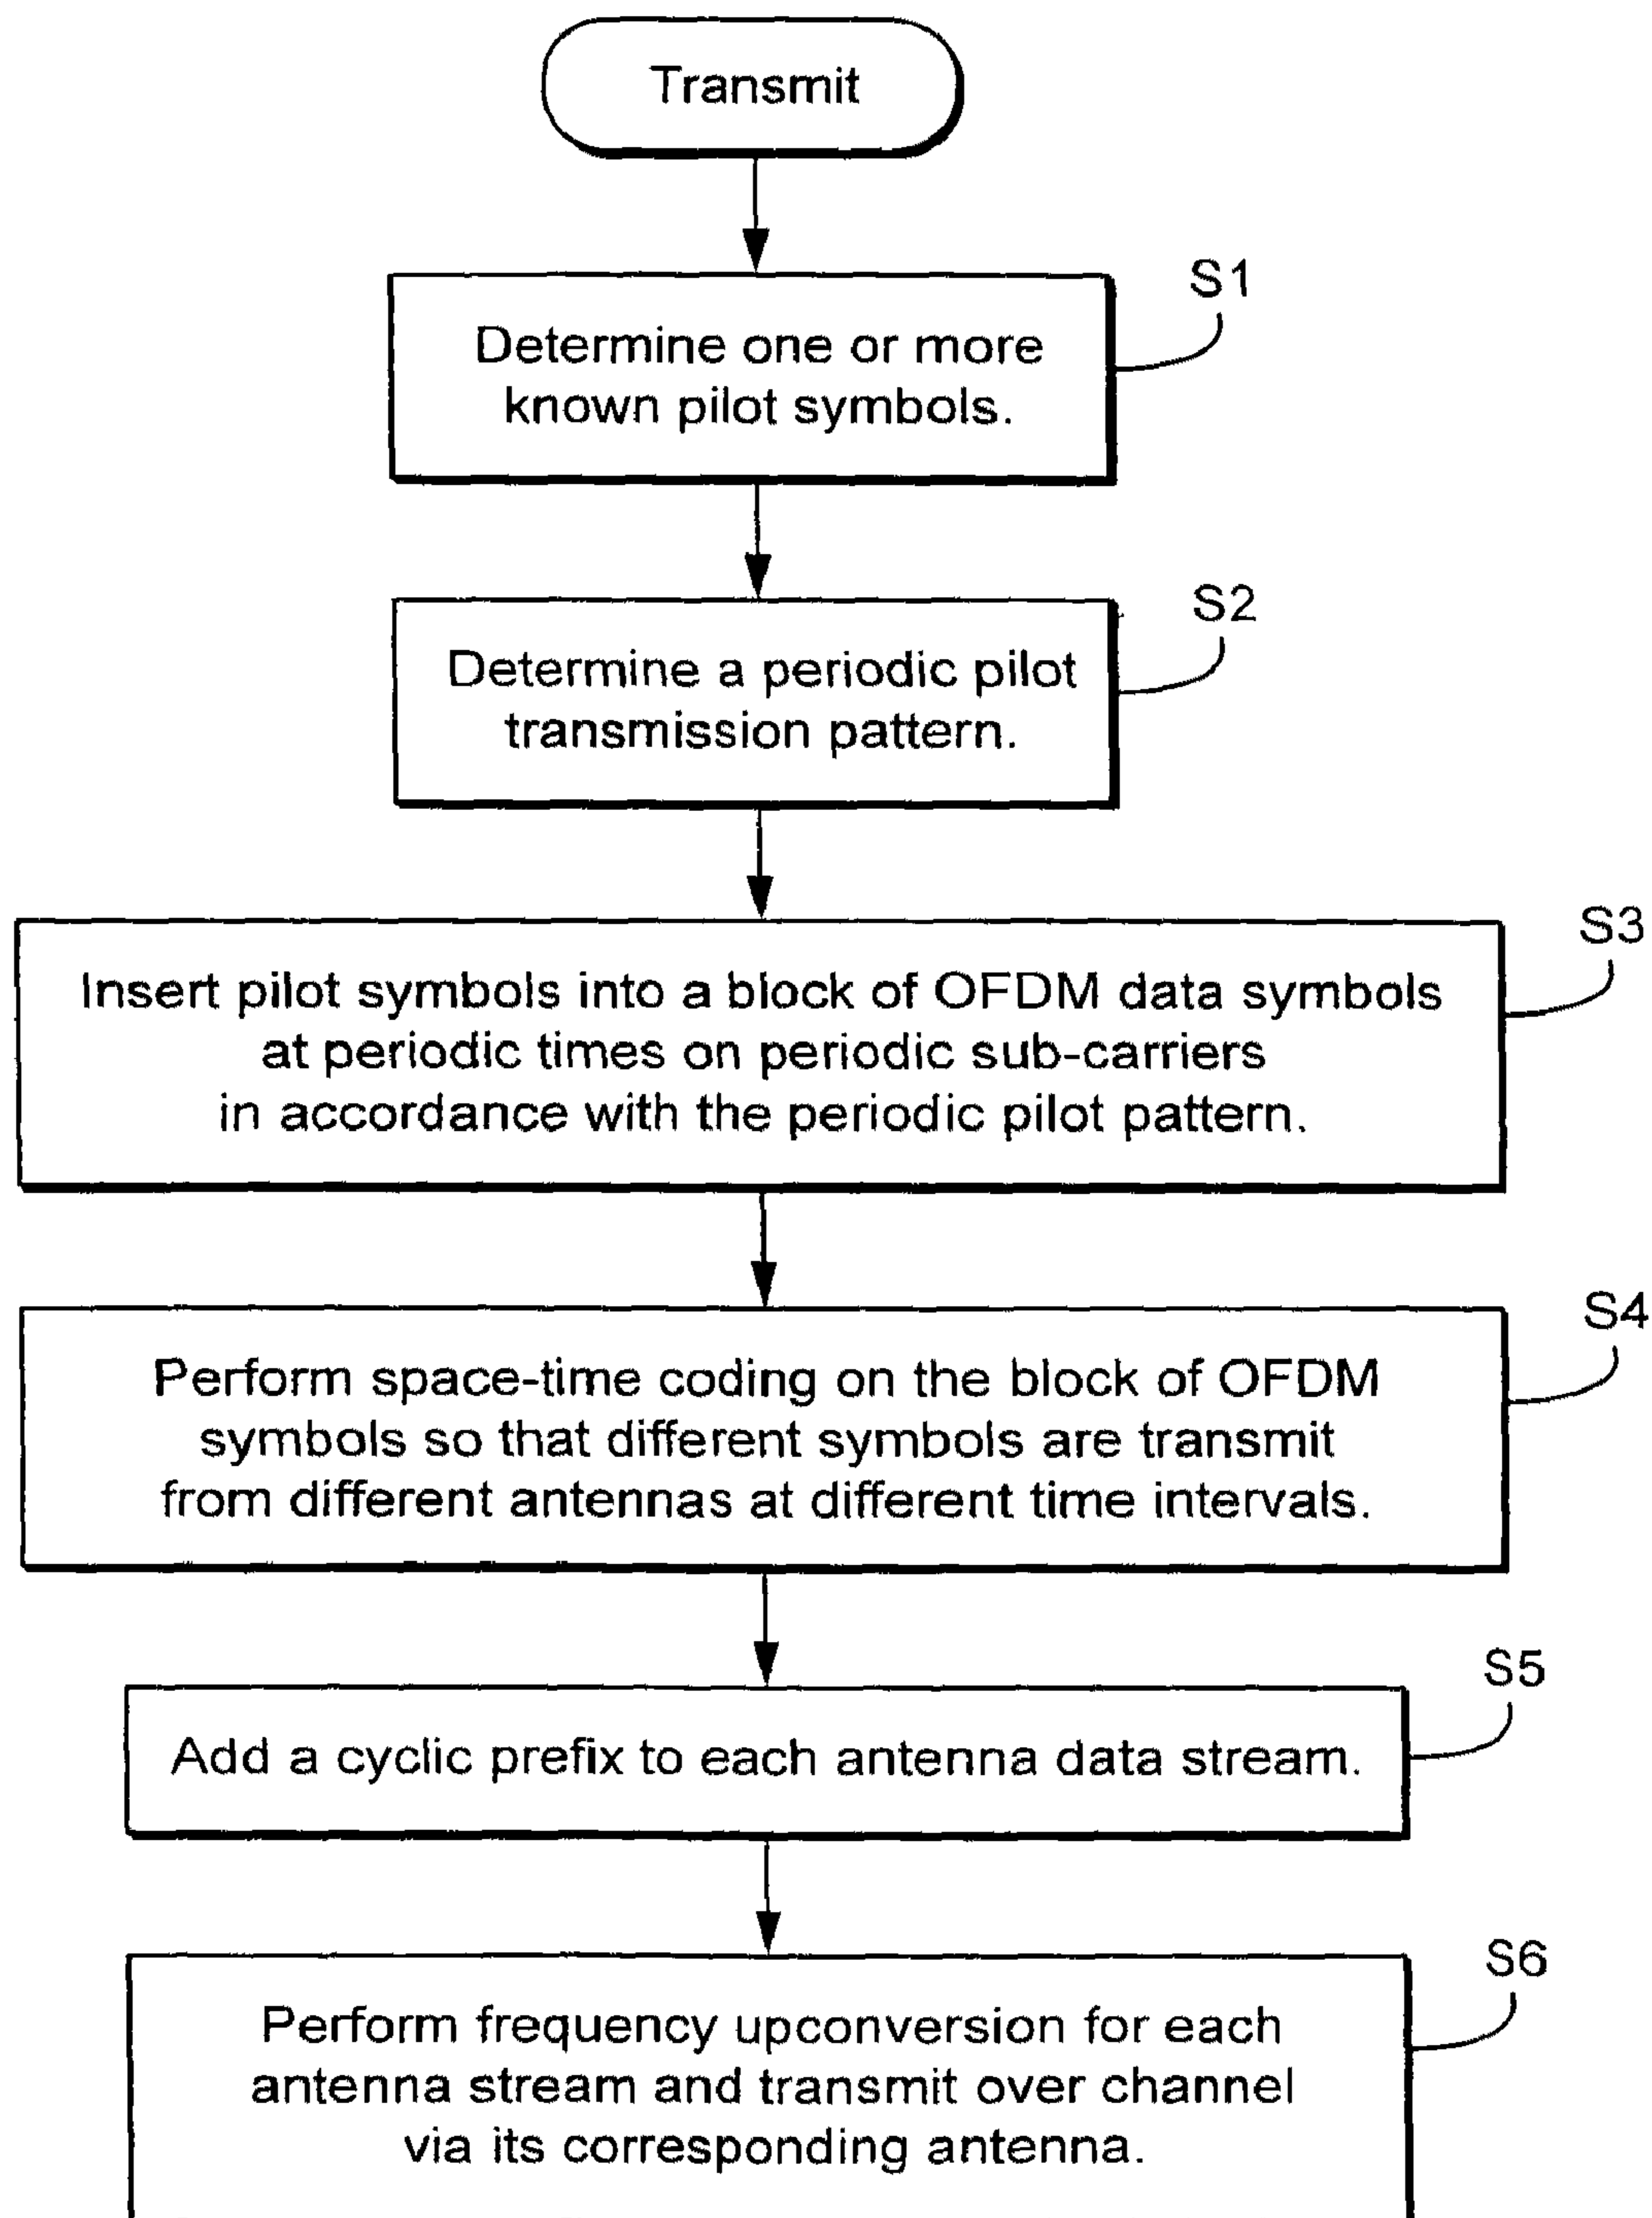 Transmit
S1
Determine one or more
known pilot symbols.
S2
Determine a periodic pilot
transmission pattern.
S3
Insert pilot symbols into a block of OFDM data symbols
at periodic times on periodic sub-carriers
in accordance with the periodic pilot pattern.
S4
Perform space-time coding on the block of OFDM
symbols so that different symbols are transmit
from different antennas at different time intervals.
S5
Add a cyclic prefix to each antenna data stream.
S6
Perform frequency upconversion for each
antenna stream and transmit over channel
via its corresponding antenna.